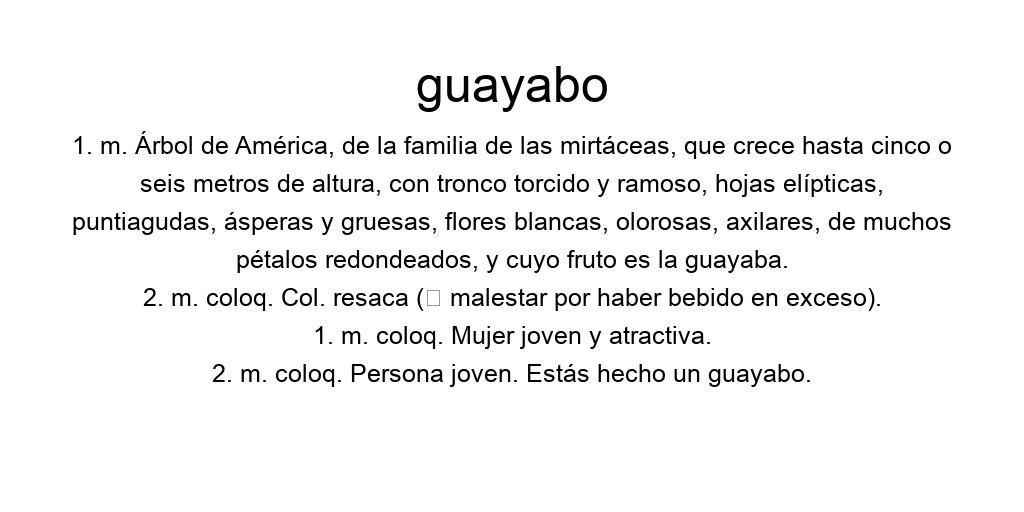 guayabo
1. m. Árbol de América, de la familia de las mirtáceas, que crece hasta cinco o
seis metros de altura, con tronco torcido y ramoso, hojas elípticas,
puntiagudas, ásperas y gruesas, flores blancas, olorosas, axilares, de muchos
pétalos redondeados, y cuyo fruto es la guayaba.
2. m. coloq. Col. resaca (▯ malestar por haber bebido en exceso).
1. m. coloq. Mujer joven y atractiva.
2. m. coloq. Persona joven. Estás hecho un guayabo.